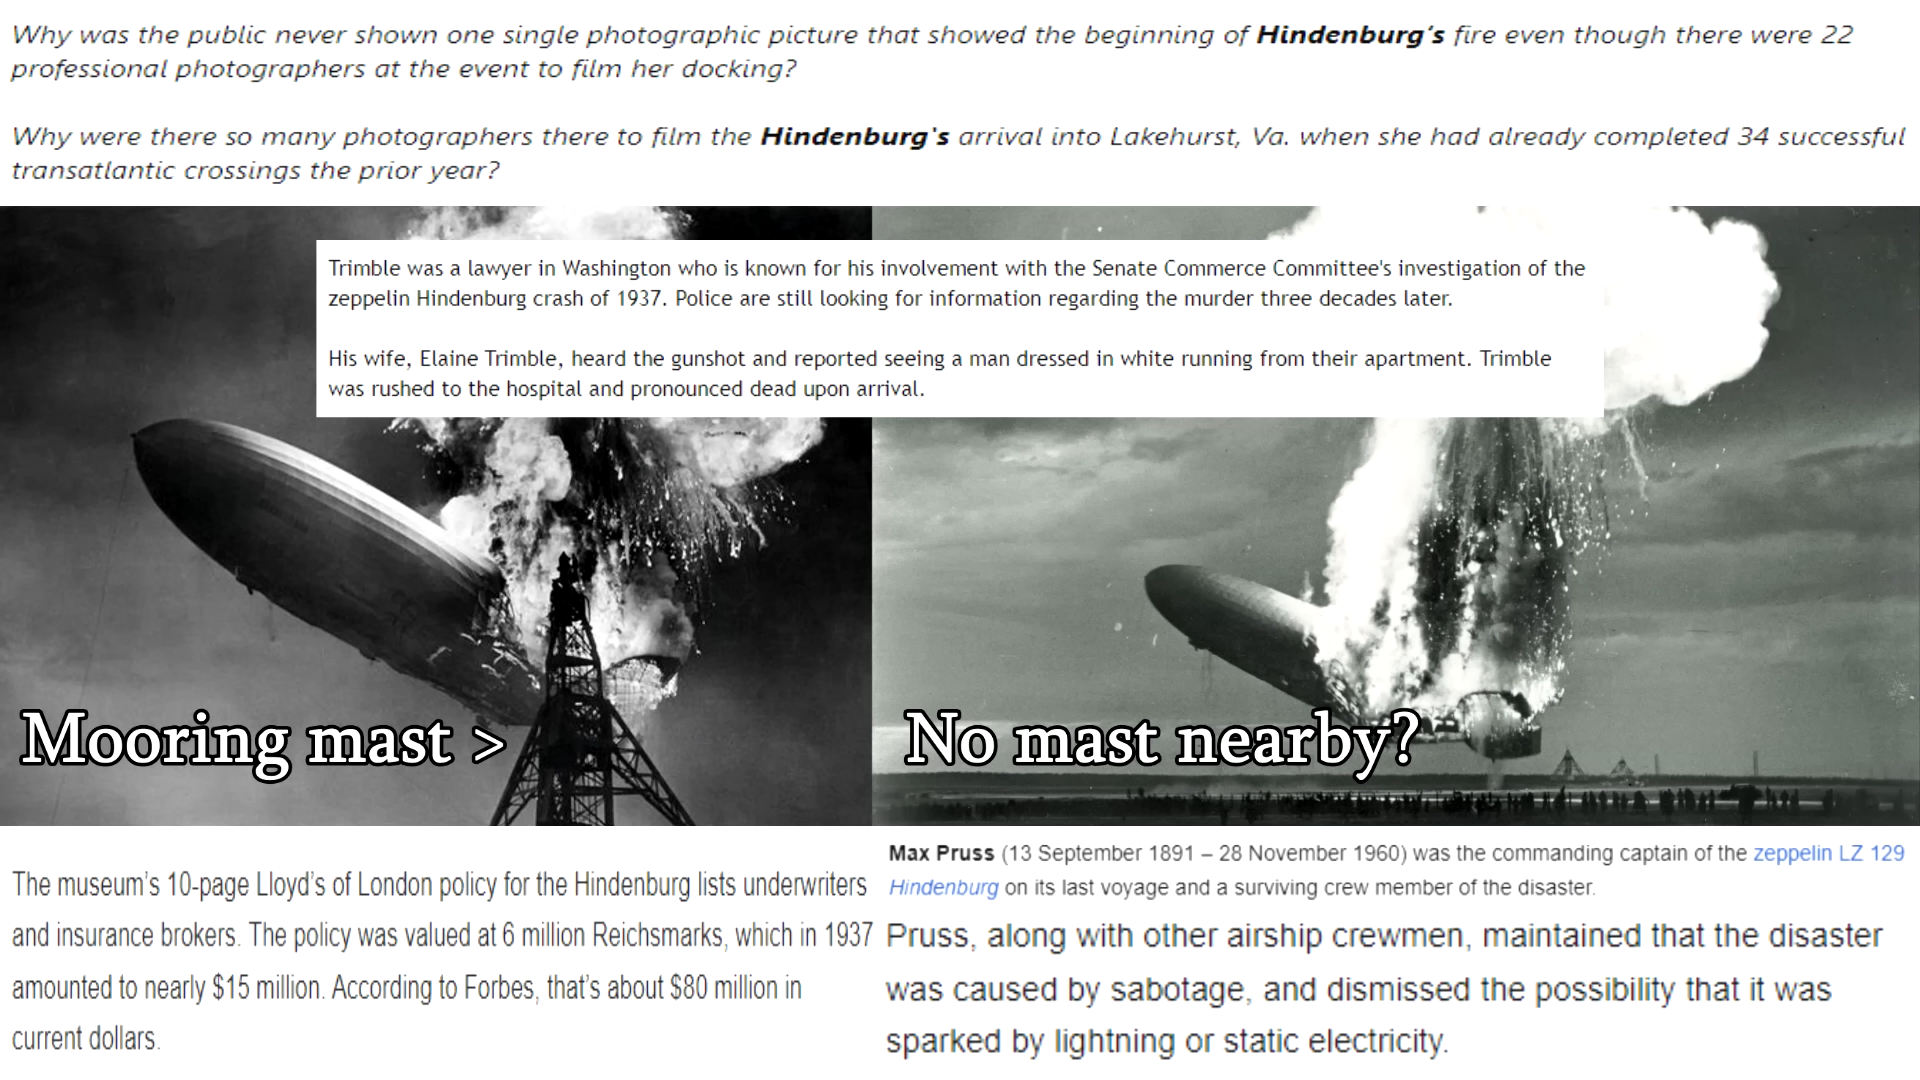 Why was the public never shown one single photographic picture that showed the beginning of Hindenburg's fire even though there were 22
professional photographers at the event to film her docking?
Why were there so many photographers there to film the Hindenburg's arrival into Lakehurst, Va. when she had already completed 34 successful
transatlantic crossings the prior year?
Trimble was a lawyer in Washington who is known for his involvement with the Senate Commerce Committee's investigation of the
zeppelin Hindenburg crash of 1937. Police are still looking for information regarding the murder three decades later.
His wife, Elaine Trimble, heard the gunshot and reported seeing a man dressed in white running from their apartment. Trimble
was rushed to the hospital and pronounced dead upon arrival.
Mooring mast >
No mast nearby?
The museum's 10-page Lloyd's of London policy for the Hindenburg lists underwriters
and insurance brokers. The policy was valued at 6 million Reichsmarks, which in 1937
amounted to nearly $15 million. According to Forbes, that's about $80 million in
current dollars.
Max Pruss (13 September 1891 – 28 November 1960) was the commanding captain of the zeppelin LZ 129
Hindenburg on its last voyage and a surviving crew member of the disaster.
Pruss, along with other airship crewmen, maintained that the disaster
was caused by sabotage, and dismissed the possibility that it was
sparked by lightning or static electricity.